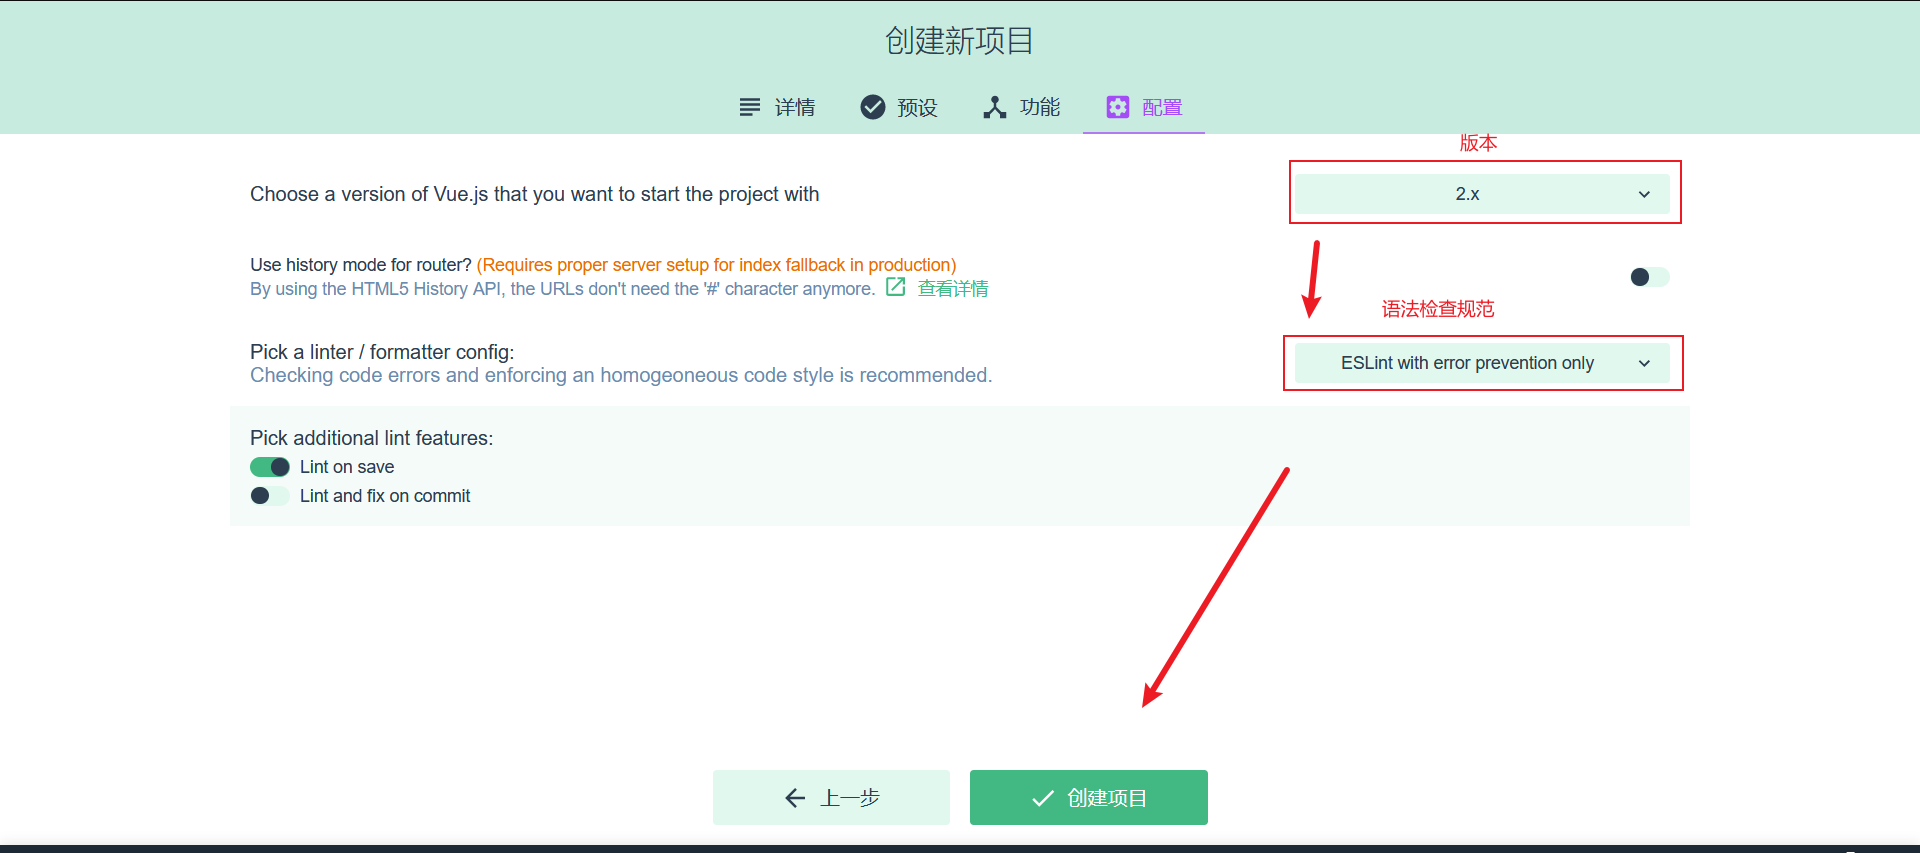 创建新项目
详情
预设
功能
配置
版本
Choose a version of Vue.js that you want to start the project with
2.x
Use history mode for router? (Requires proper server setup for index fallback in production)
By using the HTML5 History API, the URLs don't need the '#' character anymore. 查看详情
语法检查规范
Pick a linter / formatter config:
Checking code errors and enforcing an homogeoneous code style is recommended.
ESLint with error prevention only
Pick additional lint features:
Lint on save
Lint and fix on commit
上一步
创建项目